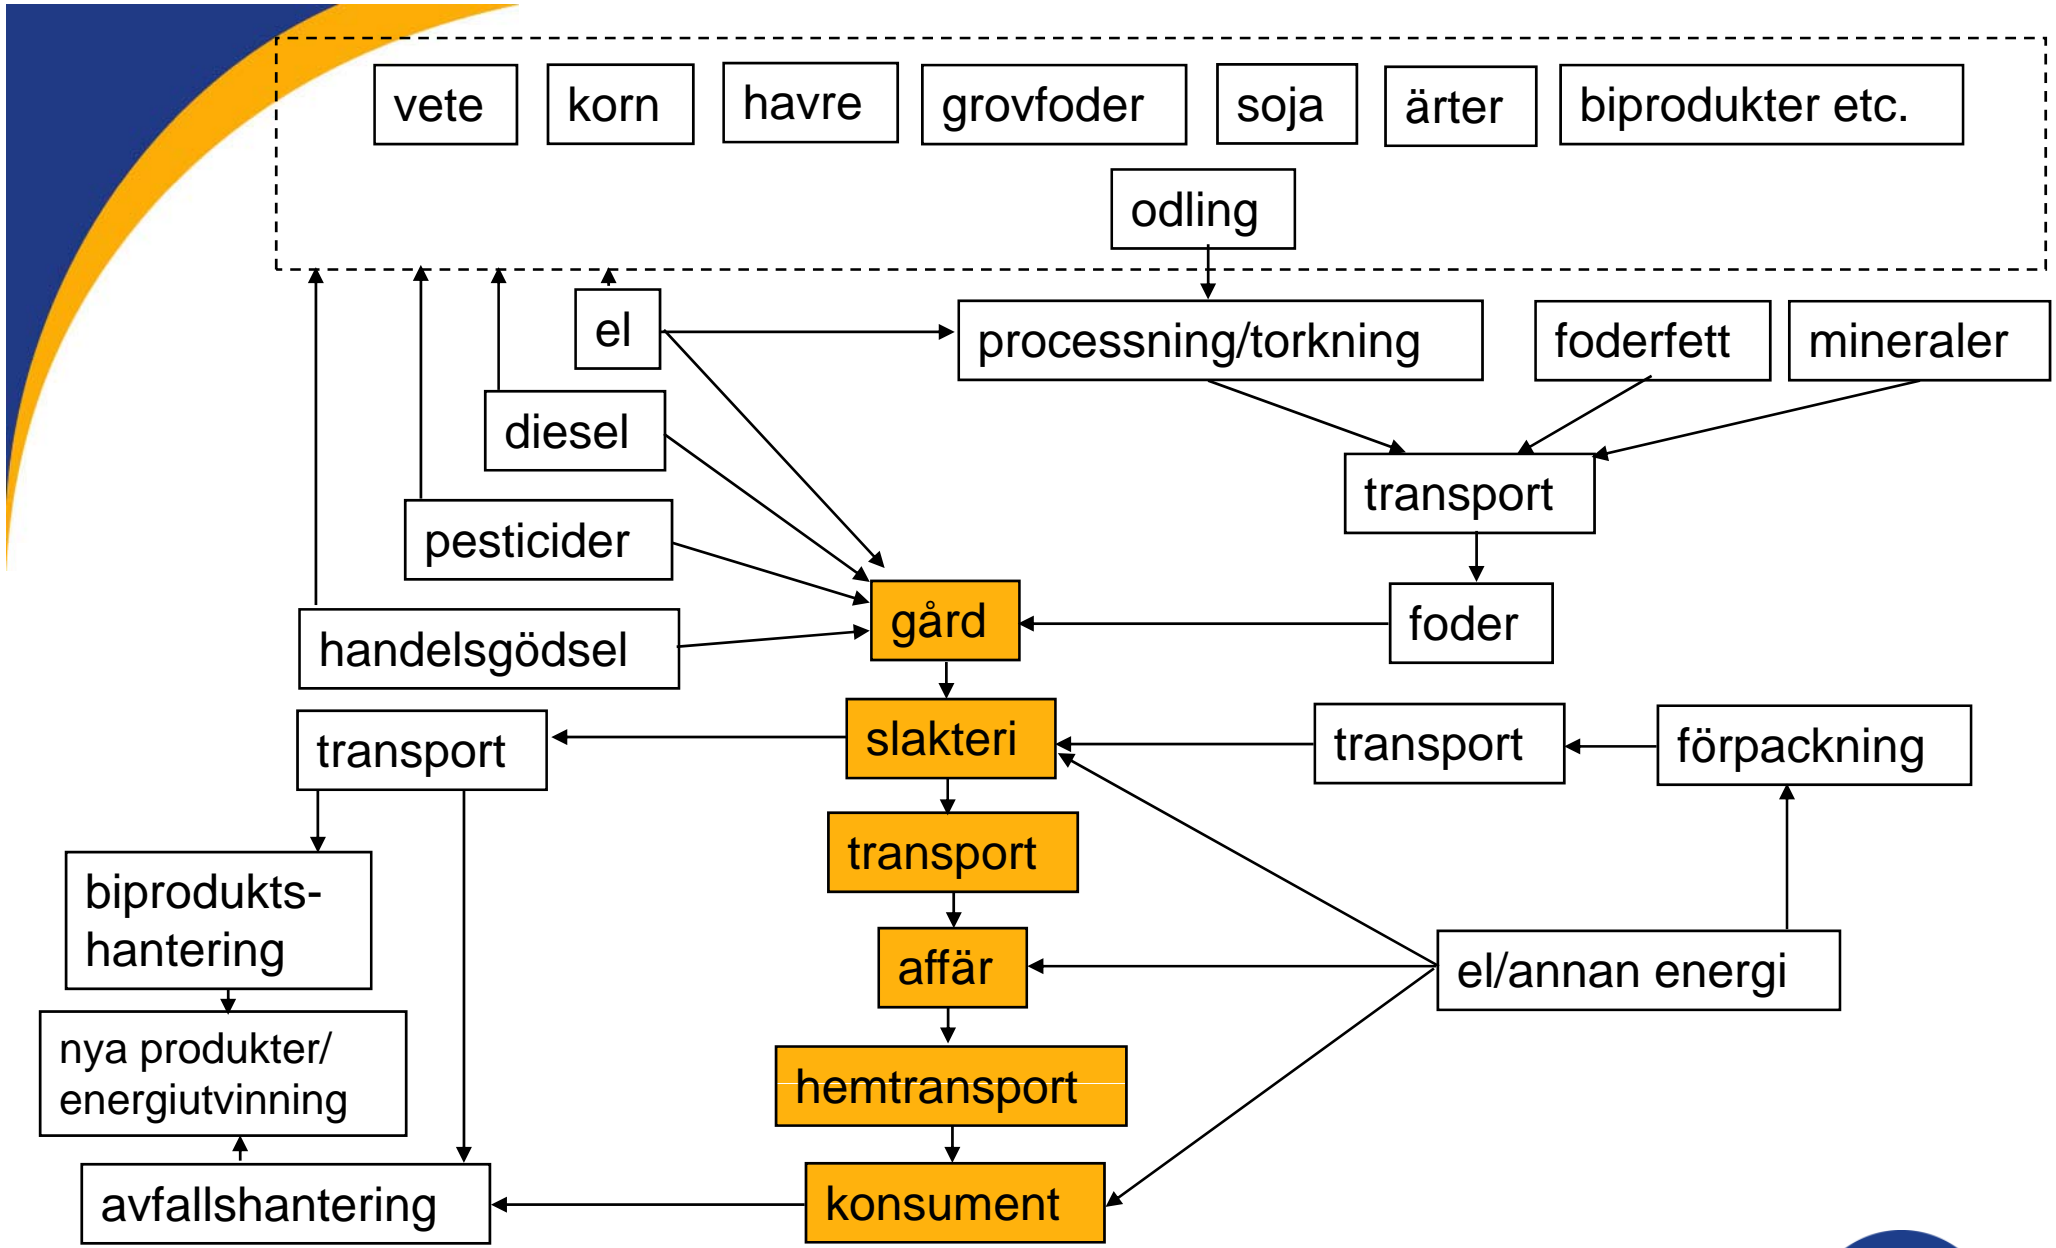 vete
korn
havre
grovfoder
soja
ärter
biprodukter etc.
odling
el
processning/torkning
foderfett
mineraler
diesel
transport
pesticider
gård
foder
handelsgödsel
transport
slakteri
transport
förpackning
transport
biprodukts-
hantering
affär
el/annan energi
nya produkter/
energiutvinning
hemtransport
avfallshantering
konsument